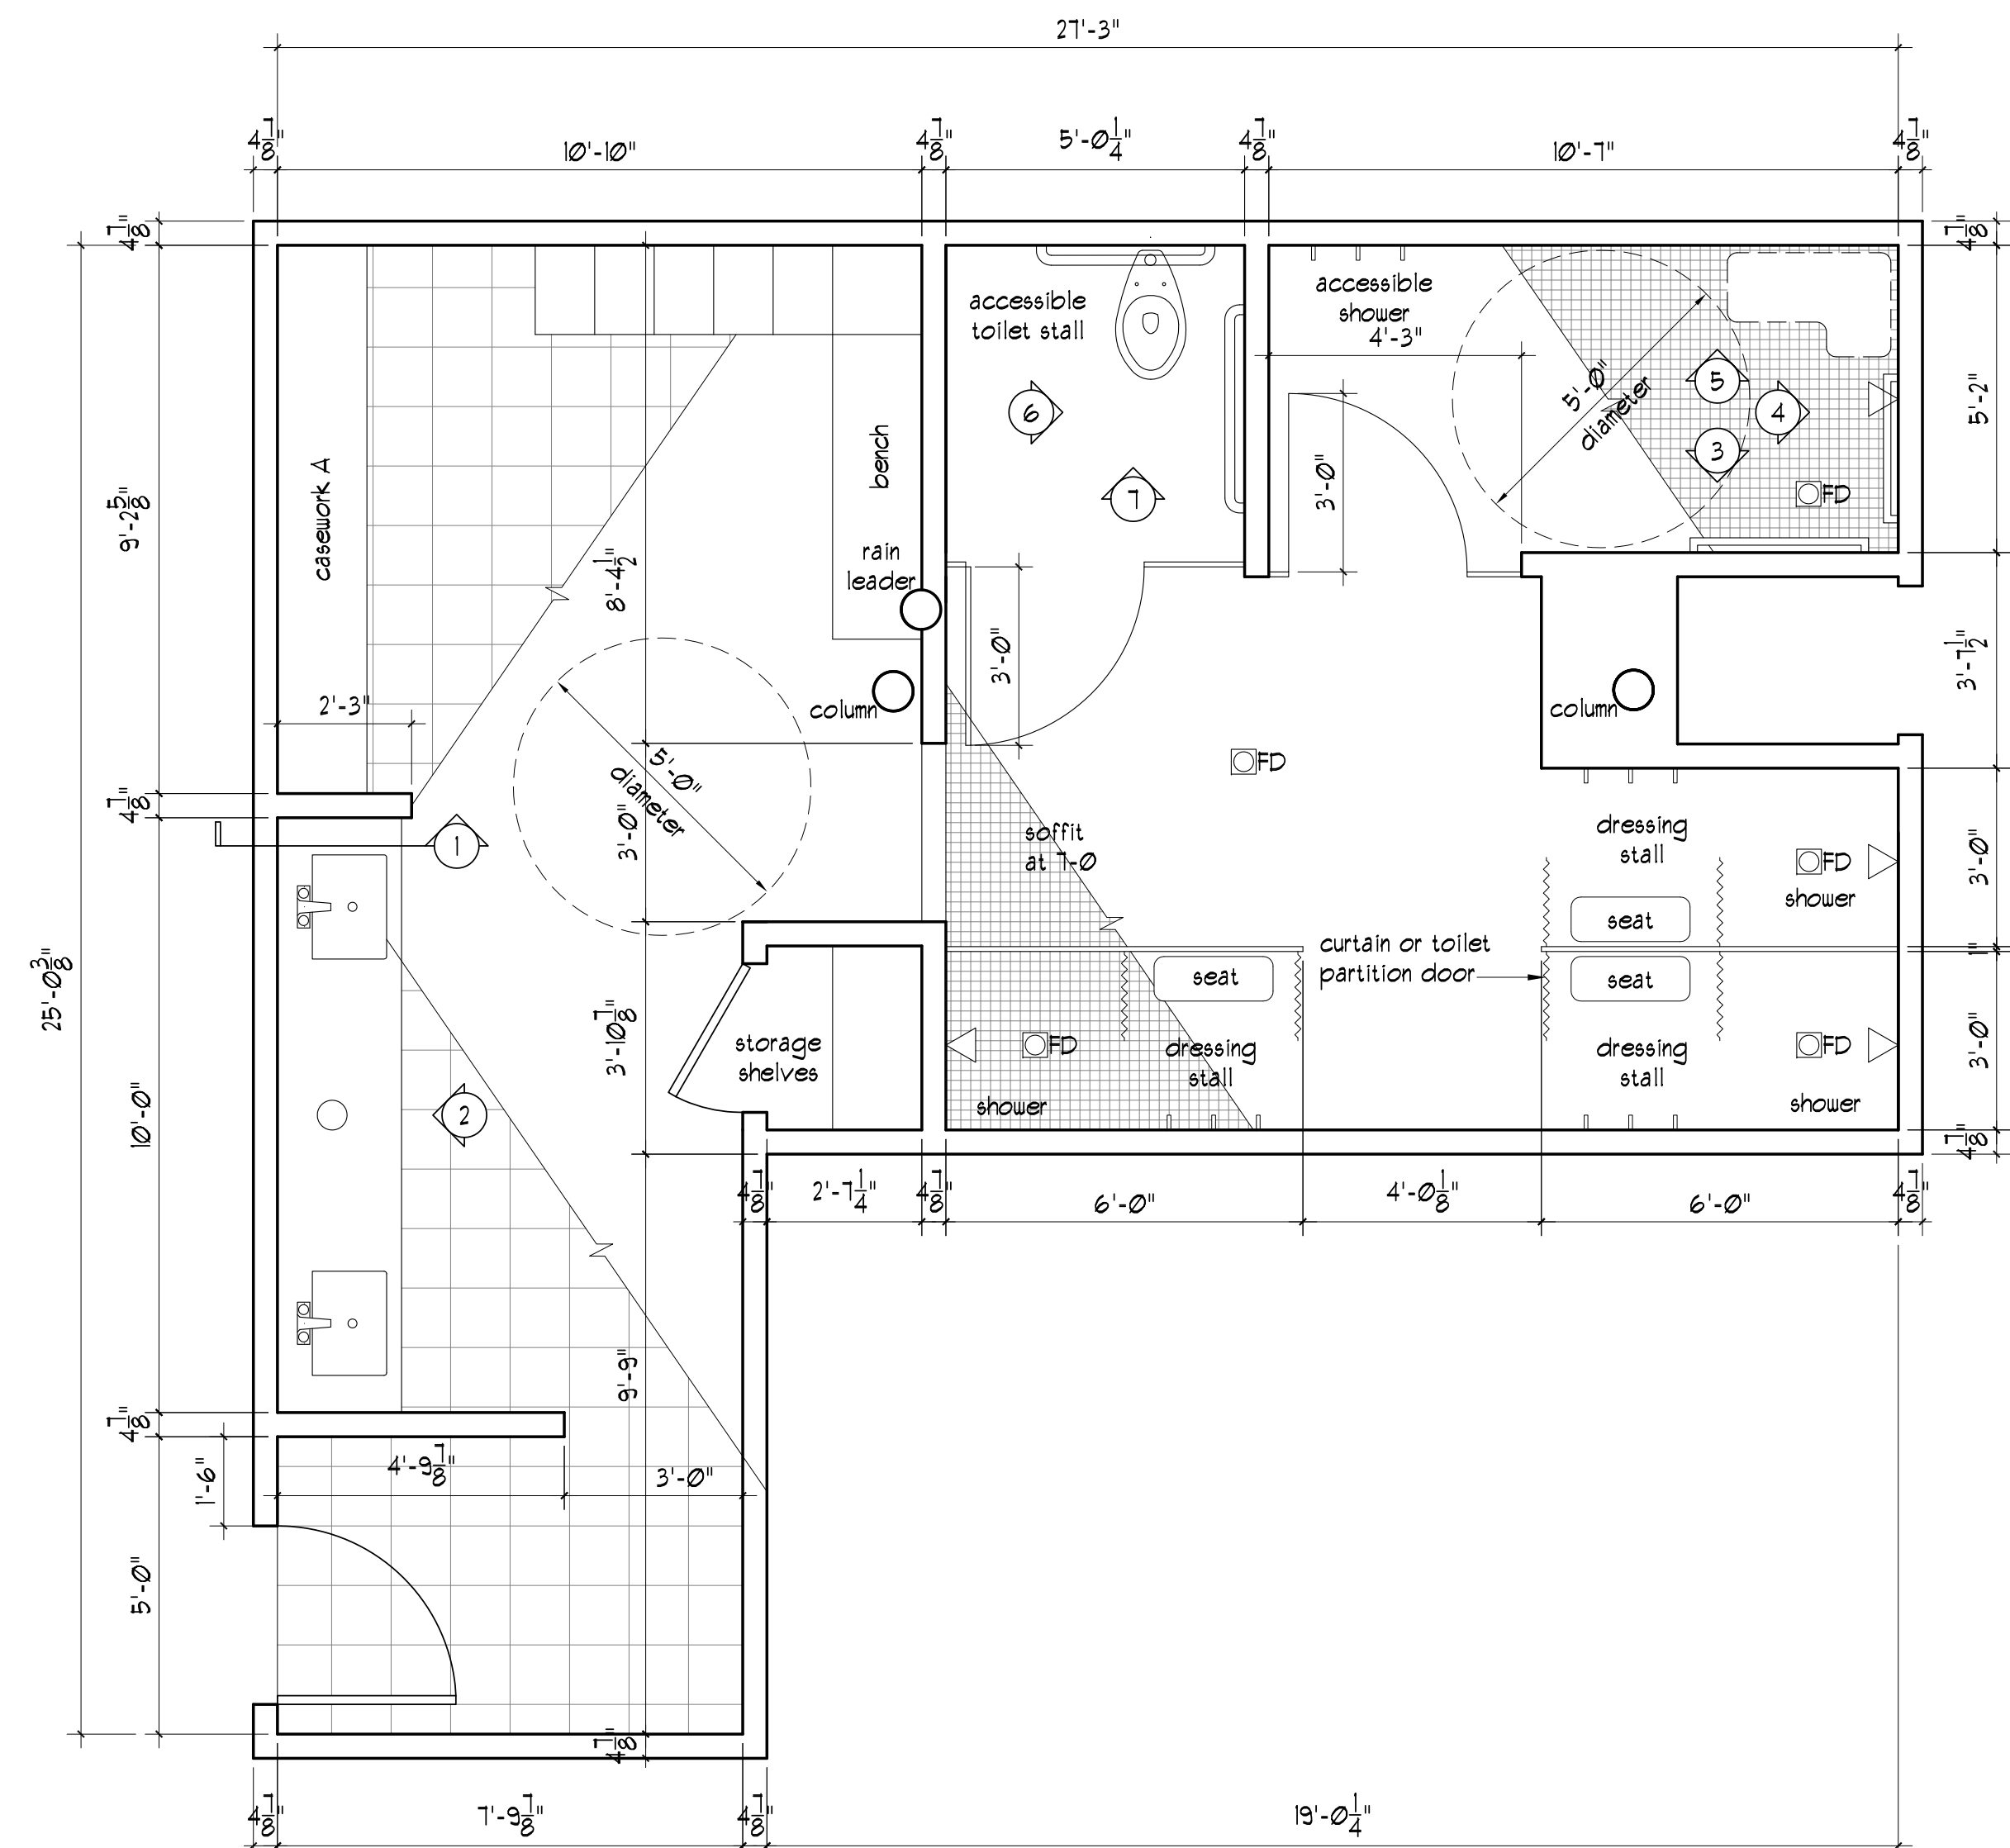 27'-3"
4 7/8"
10'-10"
4 7/8"
5'-0 1/4"
4 7/8"
10'-7"
4 7/8"
4 7/8"
4 7/8"
accessible
toilet stall
accessible
shower
4'-3"
5'-0"
diameter
5
4
3
FD
5'-2"
6
7
3'-0"
casework A
bench
9'-2 5/8"
8'-4 1/2"
rain
leader
3'-0"
2'-3"
column
column
3'-7 1/2"
5'-0"
diameter
FD
4 7/8"
3'-0"
1
soffit
at 7-0
dressing
stall
FD
shower
3'-0"
seat
curtain or toilet
partition door
seat
seat
1"
25'-0 3/8"
3'-10 7/8"
storage
shelves
FD
dressing
stall
shower
dressing
stall
FD
shower
3'-0"
10'-0"
2
4 7/8"
4 7/8"
2'-7 1/4"
4 7/8"
6'-0"
4'-0 1/8"
6'-0"
4 7/8"
9'-9"
4 7/8"
1'-6"
4'-9 1/8"
3'-0"
5'-0"
4 7/8"
4 7/8"
7'-9 1/8"
4 7/8"
19'-0 1/4"